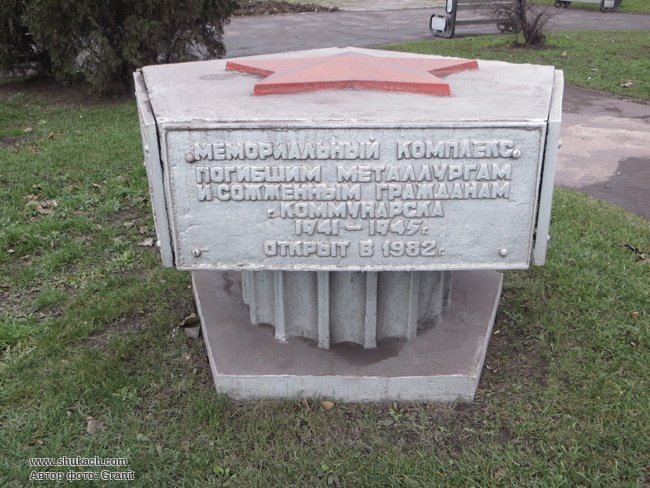 МЕМОРИАЛЬНЫЙ КОМПЛЕКС
ПОГИБШИМ МЕТАЛЛУРГАМ
И СОЖЖЕННЫМ ГРАЖДАНАМ
г. КОММУНАРСКА
1941 – 1945 г.
ОТКРЫТ В 1982 г.
www.shukach.com
Автор фото: Granit